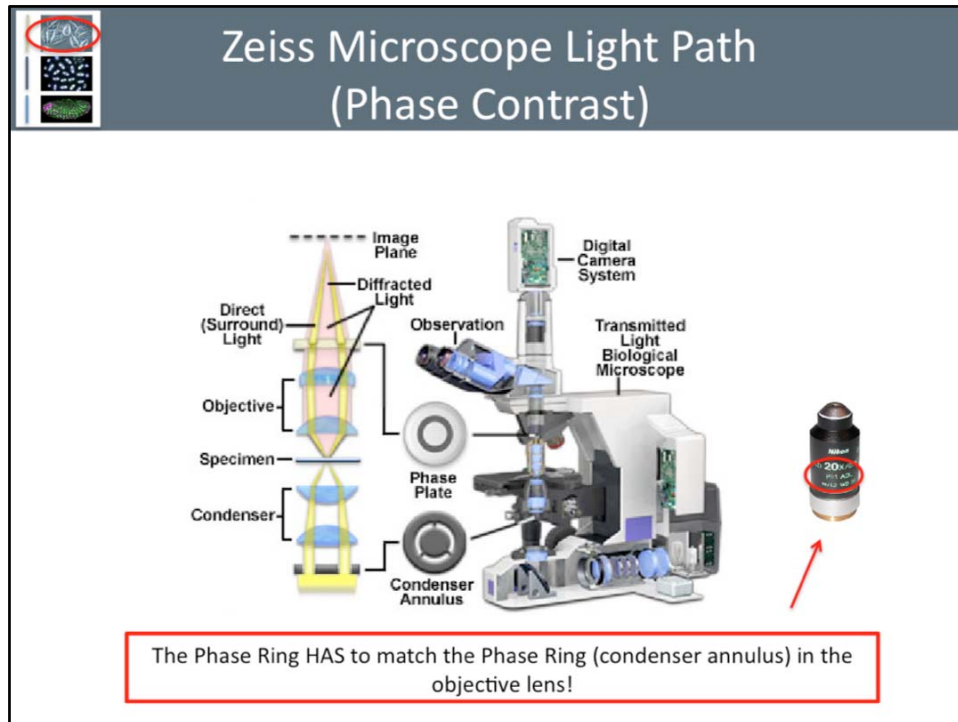 Zeiss Microscope Light Path
(Phase Contrast)
Image
Plane
Diffracted
Light
Direct
(Surround)
Light
Objective
Specimen
Condenser
Phase
Plate
Condenser
Annulus
Observation
Digital
Camera
System
Transmitted
Light
Biological
Microscope
Nikon
20x/
The Phase Ring HAS to match the Phase Ring (condenser annulus) in the
objective lens!